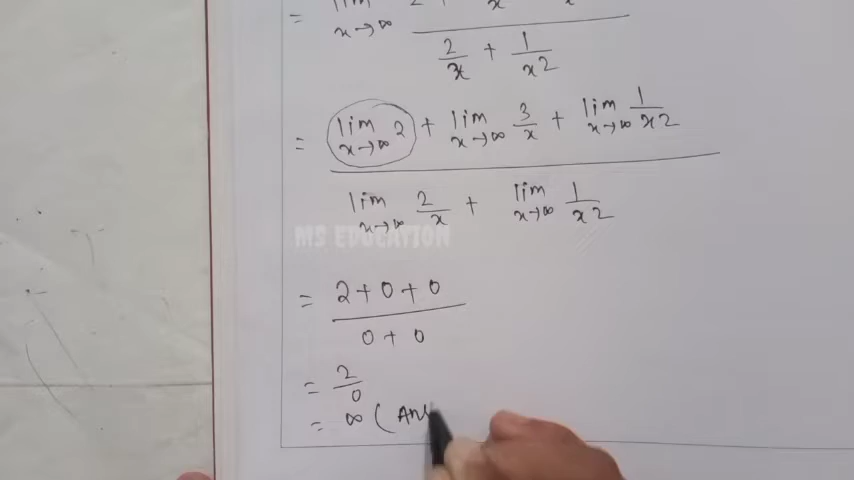 = lim x→∞ 2 + x
2/x + 1/x2
= lim x→∞ 2 + lim x→∞ 3/x + lim x→∞ 1/x2
lim x→∞ 2/x + lim x→∞ 1/x2
MS EDUCATION
= 2+0+0
0+0
= 2/0
= ∞ (Ans